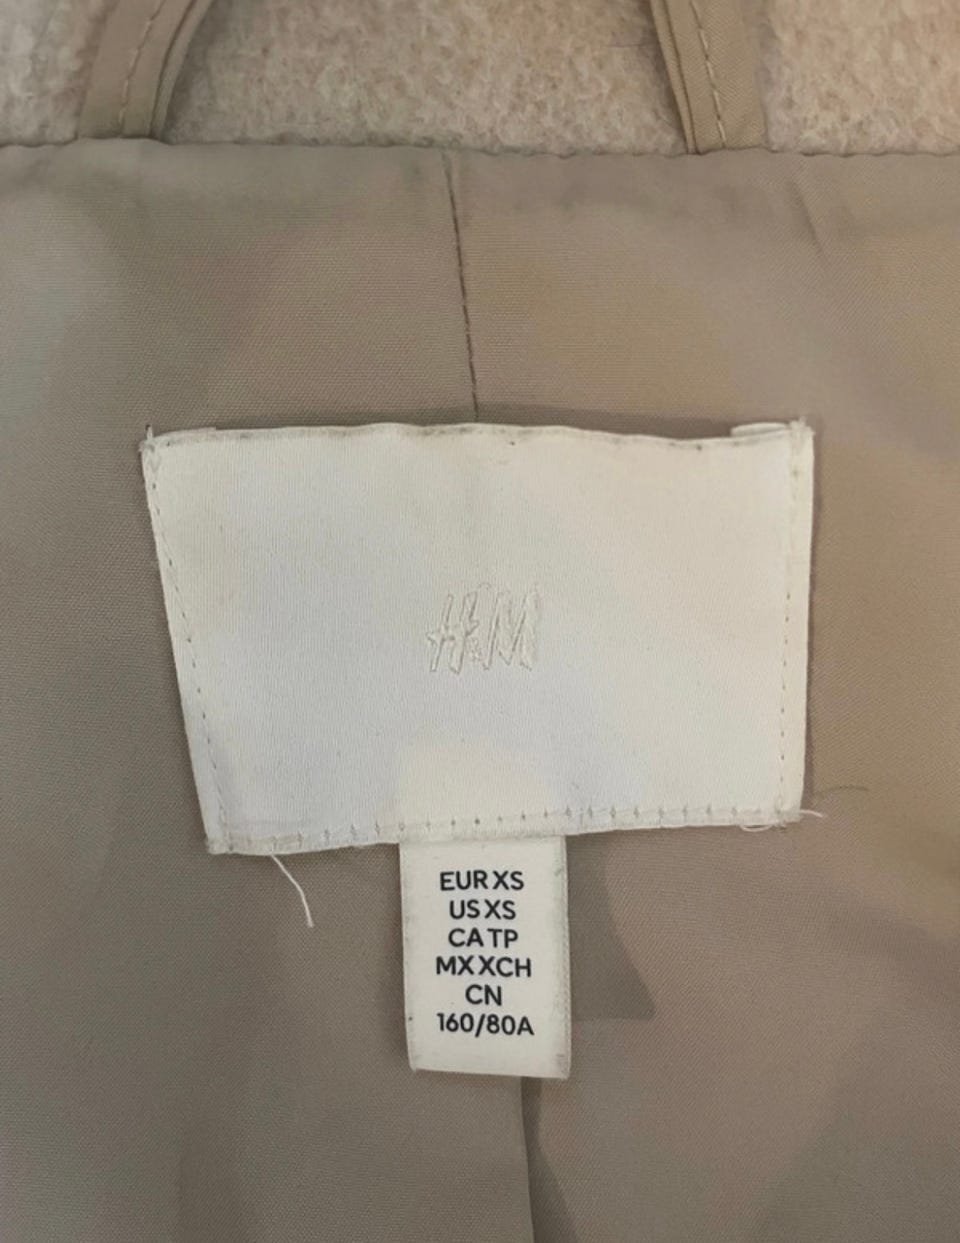 H&M
EUR XS
US XS
CA TP
MX XCH
CN
160/80A